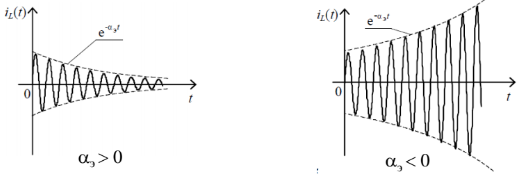 i_L(t)
e^{-α_э t}
0
t
α_э > 0
i_L(t)
e^{-α_э t}
0
t
α_э < 0